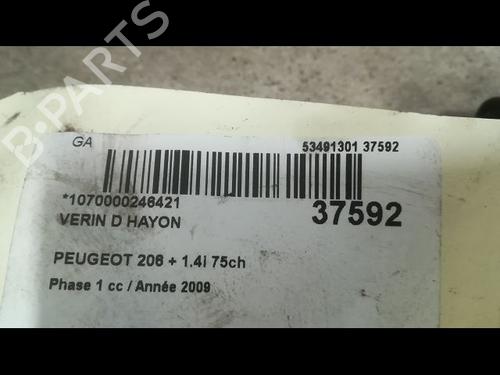 B-PARTS
GA
53491301 37592
*1070000246421
37592
VERIN D HAYON
PEUGEOT 206 + 1.4i 75ch
Phase 1 cc / Année 2009